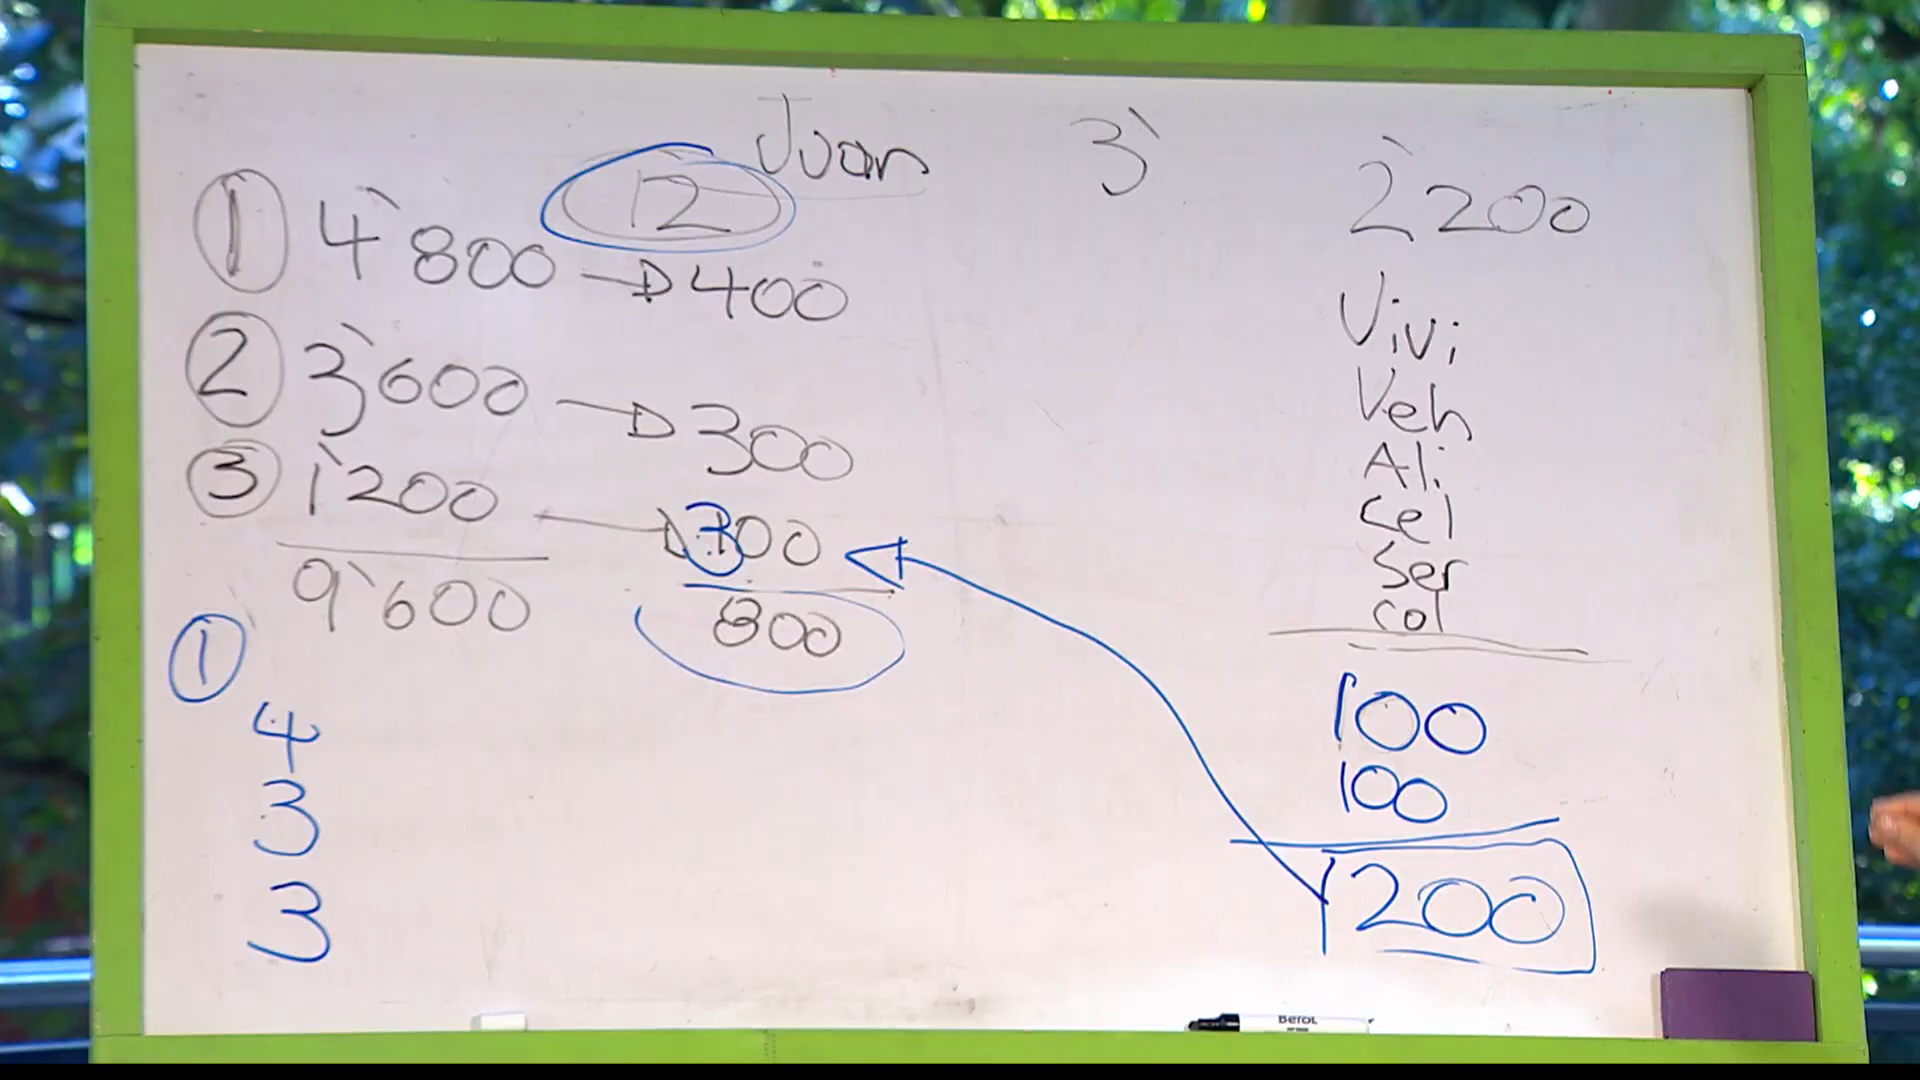 Juan 3`
12
① 4`800 → 400
② 3`600 → 300
③ 1`200 → 300
9`600 800
①
4
3
3
2`200
Vivi
Veh
Ali
Cel
Ser
Col
100
100
200
Berol